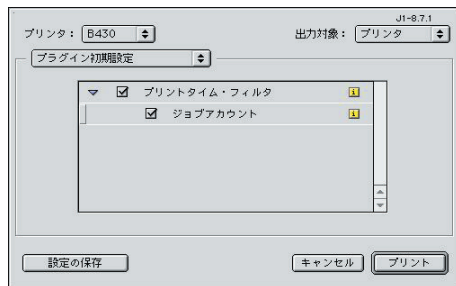 J1-8.7.1
プリンタ： B430 出力対象： プリンタ
プラグイン初期設定
プリントタイム・フィルタ
ジョブアカウント
設定の保存 キャンセル プリント